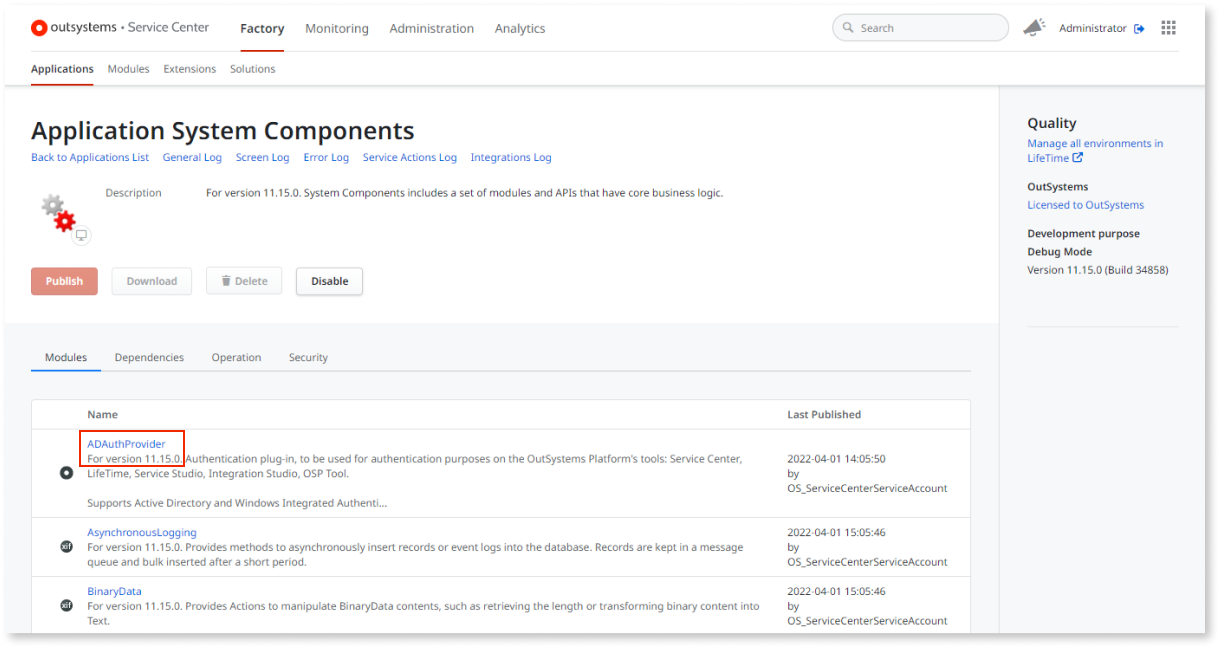 outsystems • Service Center
Factory
Monitoring
Administration
Analytics
Search
Administrator
Applications
Modules
Extensions
Solutions
Application System Components
Back to Applications List
General Log
Screen Log
Error Log
Service Actions Log
Integrations Log
Description
For version 11.15.0. System Components includes a set of modules and APIs that have core business logic.
Publish
Download
Delete
Disable
Quality
Manage all environments in
LifeTime
OutSystems
Licensed to OutSystems
Development purpose
Debug Mode
Version 11.15.0 (Build 34858)
Modules
Dependencies
Operation
Security
Name
Last Published
ADAuthProvider
For version 11.15.0. Authentication plug-in, to be used for authentication purposes on the OutSystems Platform's tools: Service Center,
LifeTime, Service Studio, Integration Studio, OSP Tool.
Supports Active Directory and Windows Integrated Authenti...
2022-04-01 14:05:50
by
OS_ServiceCenterServiceAccount
xif
AsynchronousLogging
For version 11.15.0. Provides methods to asynchronously insert records or event logs into the database. Records are kept in a message
queue and bulk inserted after a short period.
2022-04-01 15:05:46
by
OS_ServiceCenterServiceAccount
xif
BinaryData
For version 11.15.0. Provides Actions to manipulate BinaryData contents, such as retrieving the length or transforming binary content into
Text.
2022-04-01 15:05:46
by
OS_ServiceCenterServiceAccount